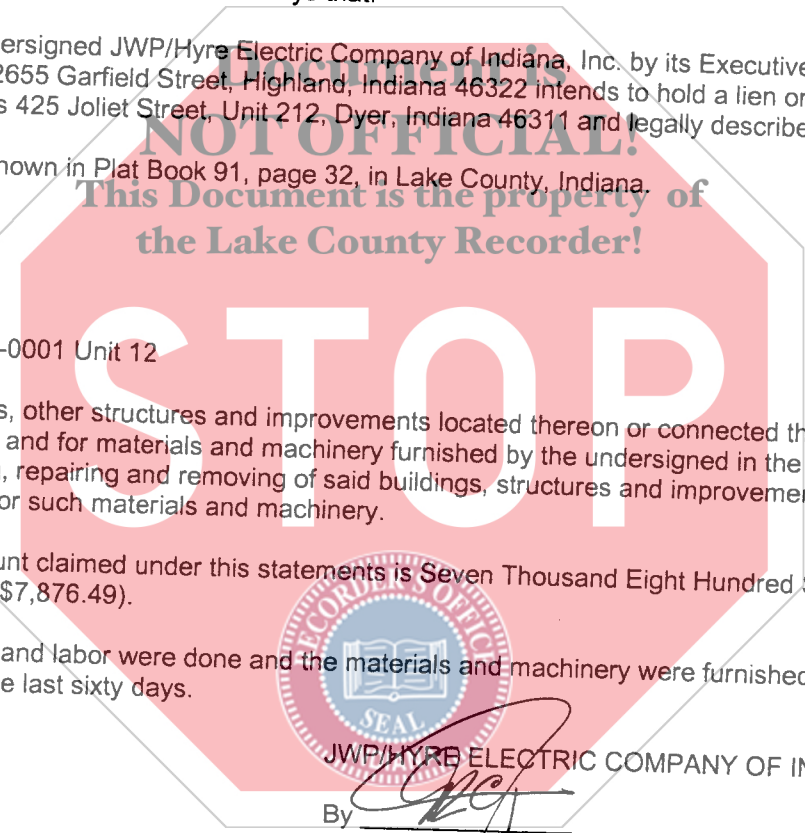 ersigned JWP/Hyre Electric Company of Indiana, Inc. by its Executive
2655 Garfield Street, Highland, Indiana 46322 intends to hold a lien on
s 425 Joliet Street, Unit 212, Dyer, Indiana 46311 and legally describe
Document is
NOT OFFICIAL!
This Document is the property of
the Lake County Recorder!
hown in Plat Book 91, page 32, in Lake County, Indiana.
STOP
-0001 Unit 12
s, other structures and improvements located thereon or connected th
and for materials and machinery furnished by the undersigned in the
, repairing and removing of said buildings, structures and improvemen
or such materials and machinery.
unt claimed under this statements is Seven Thousand Eight Hundred
$7,876.49).
and labor were done and the materials and machinery were furnished
e last sixty days.
RECORDER'S OFFICE
SEAL
JWP/HYRE ELECTRIC COMPANY OF IN
By